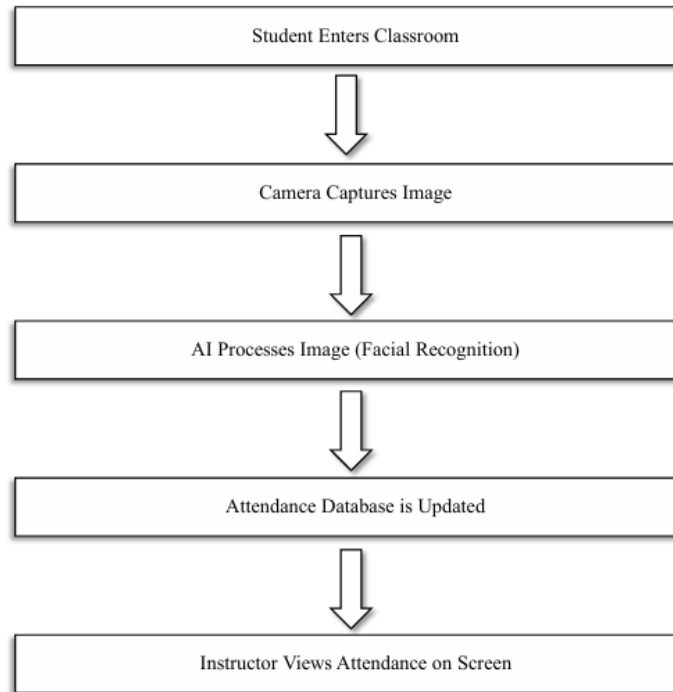 Student Enters Classroom
Camera Captures Image
AI Processes Image (Facial Recognition)
Attendance Database is Updated
Instructor Views Attendance on Screen